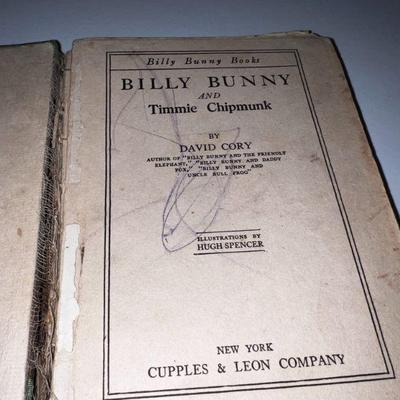 Billy Bunny Books
BILLY BUNNY
AND
Timmie Chipmunk
BY
DAVID CORY
AUTHOR OF "BILLY BUNNY AND THE FRIENDLY
ELEPHANT," "BILLY BUNNY AND DADDY
FOX," "BILLY BUNNY AND
UNCLE BULL FROG"
ILLUSTRATIONS BY
HUGH SPENCER
NEW YORK
CUPPLES & LEON COMPANY